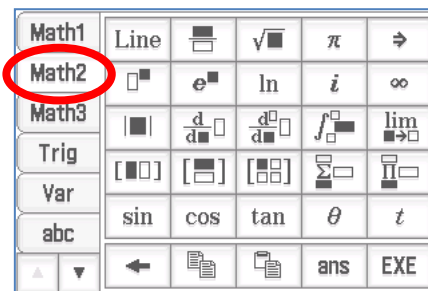 Math1
Math2
Math3
Trig
Var
abc
Line √■ π ⇒
□■ e■ ln i ∞
|■| d/d■□ d□/d■□ ∫□□■ lim■→□
[■□] [■/□] [■□□□] Σ□ Π□
sin cos tan θ t
ans EXE